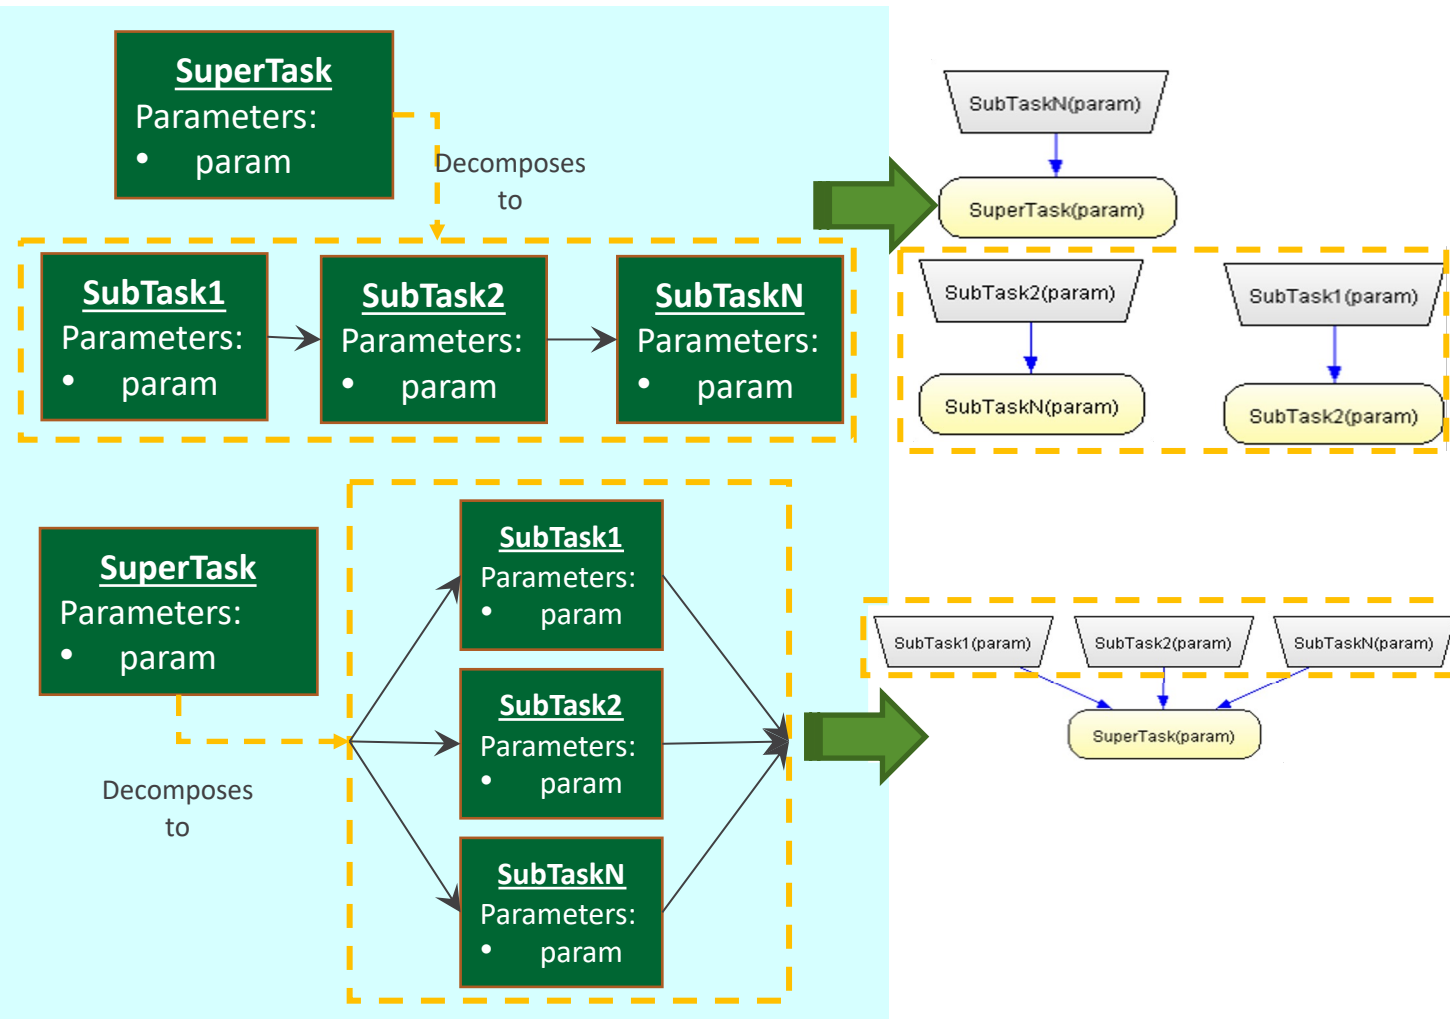 SuperTask
Parameters:
• param
Decomposes
to
SubTask1
Parameters:
• param
SubTask2
Parameters:
• param
SubTaskN
Parameters:
• param
SubTaskN(param)
SuperTask(param)
SubTask2(param)
SubTask1(param)
SubTaskN(param)
SubTask2(param)
SuperTask
Parameters:
• param
Decomposes
to
SubTask1
Parameters:
• param
SubTask2
Parameters:
• param
SubTaskN
Parameters:
• param
SubTask1(param)
SubTask2(param)
SubTaskN(param)
SuperTask(param)